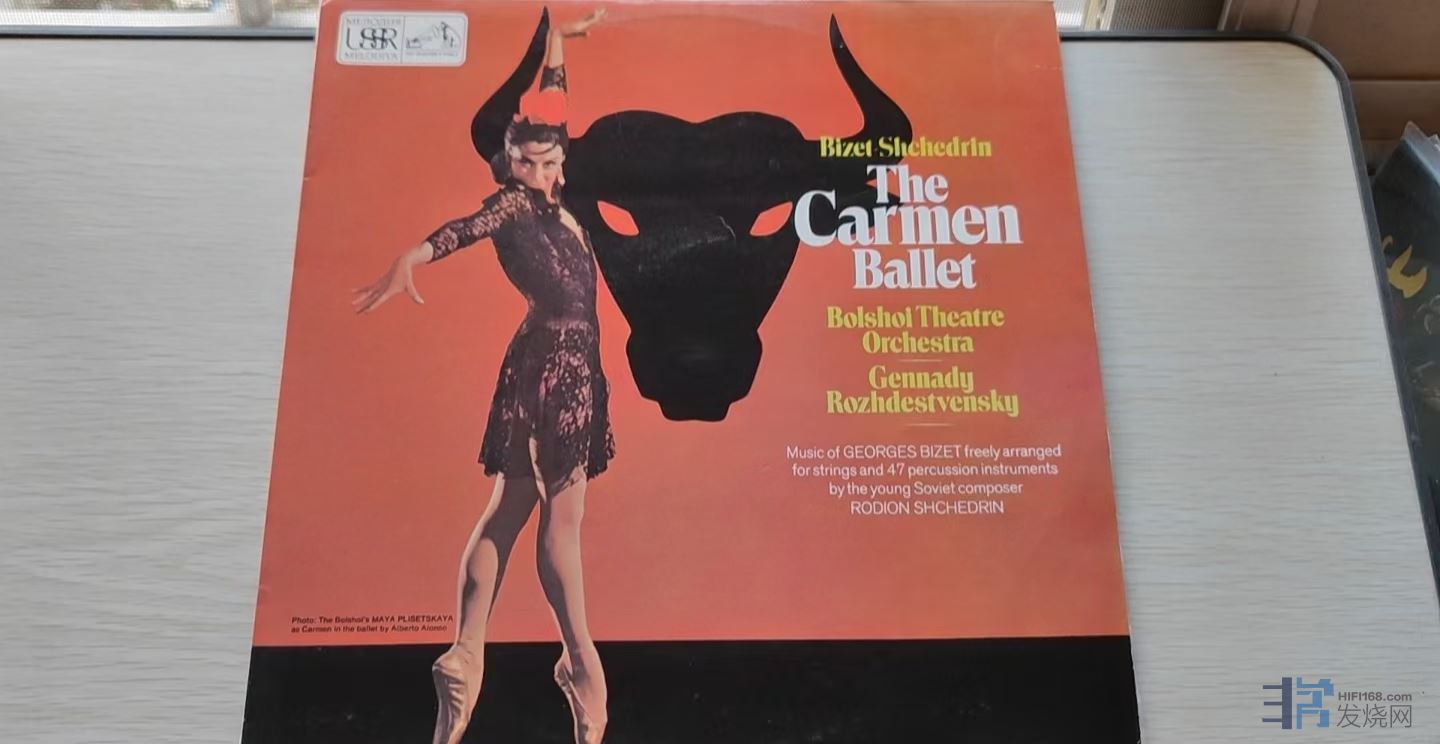 USSR
MELODIYA
Bizet-Shchedrin
The
Carmen
Ballet
Bolshoi Theatre
Orchestra
Gennady
Rozhdestvensky
Music of GEORGES BIZET freely arranged
for strings and 47 percussion instruments
by the young Soviet composer
RODION SHCHEDRIN
Photo: The Bolshoi's MAYA PLISETSKAYA
as Carmen in the ballet by Alberto Alonso
HIFI168.com
发烧网